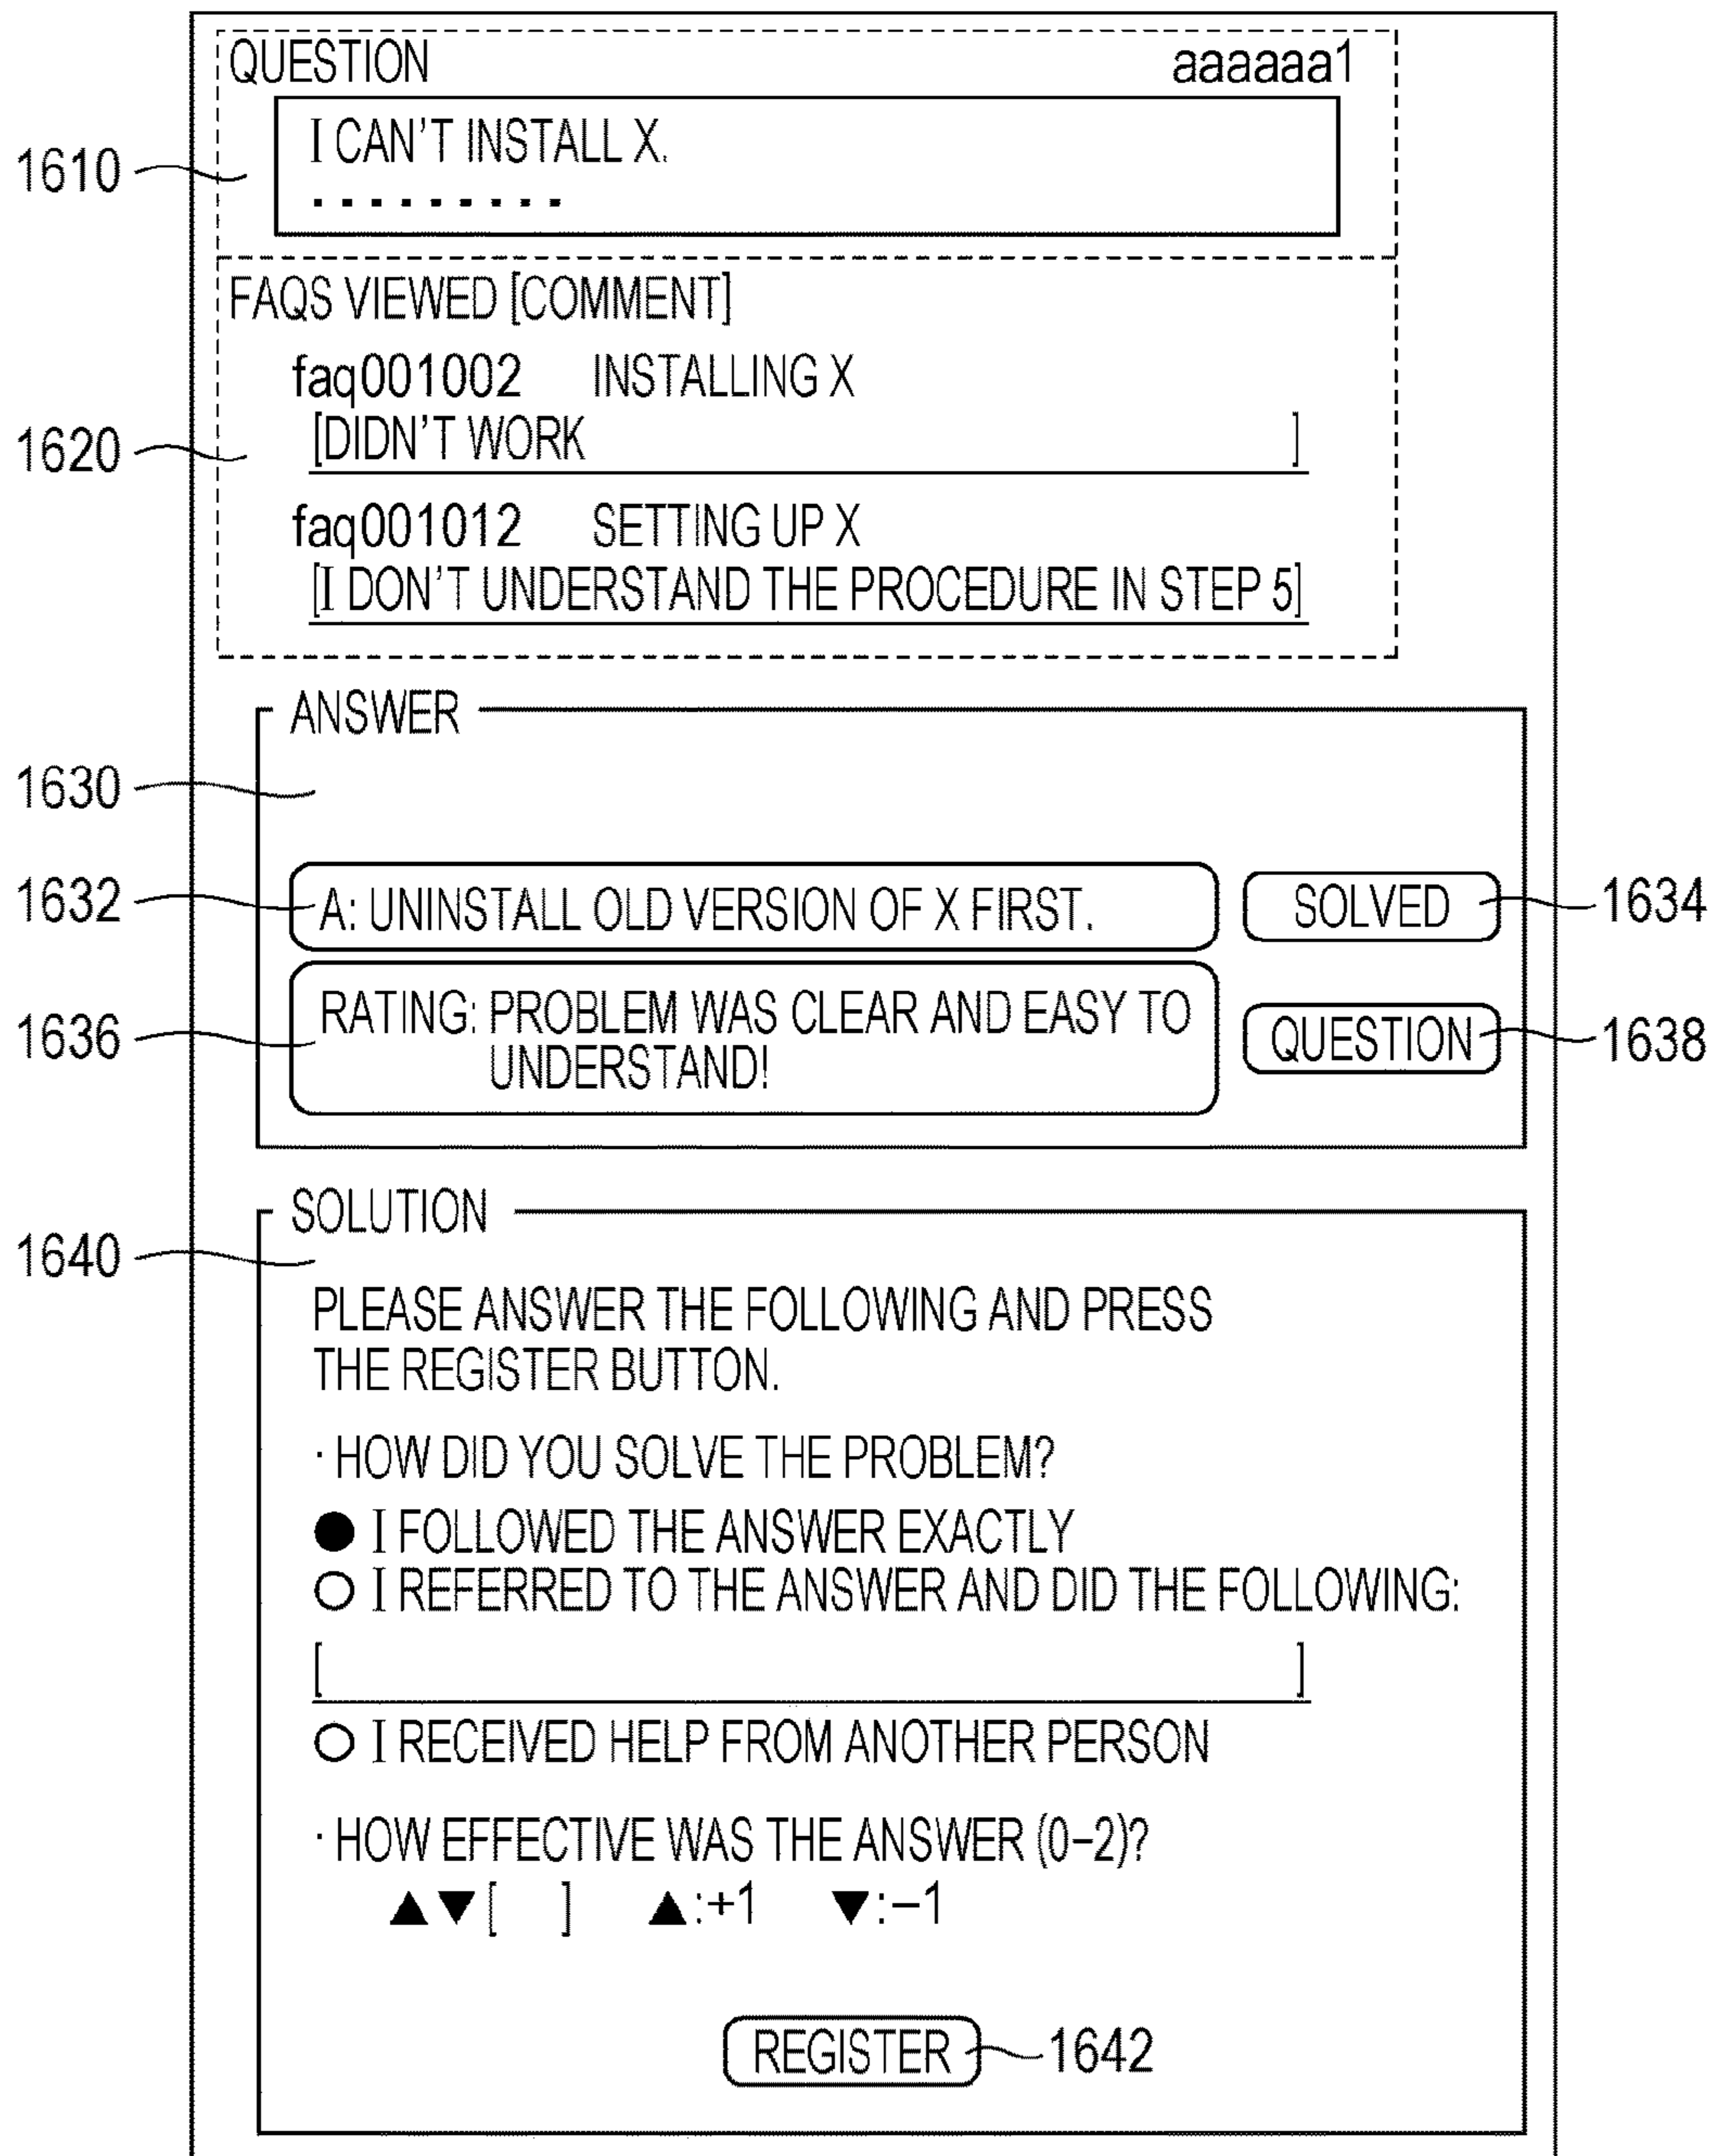 QUESTION aaaaaa1
1610
I CAN'T INSTALL X.
.........
FAQS VIEWED [COMMENT]
faq001002 INSTALLING X
1620
[DIDN'T WORK ]
faq001012 SETTING UP X
[I DON'T UNDERSTAND THE PROCEDURE IN STEP 5]
ANSWER
1630
1632 A: UNINSTALL OLD VERSION OF X FIRST. SOLVED 1634
1636 RATING: PROBLEM WAS CLEAR AND EASY TO
UNDERSTAND!
QUESTION 1638
SOLUTION
1640
PLEASE ANSWER THE FOLLOWING AND PRESS
THE REGISTER BUTTON.
· HOW DID YOU SOLVE THE PROBLEM?
● I FOLLOWED THE ANSWER EXACTLY
○ I REFERRED TO THE ANSWER AND DID THE FOLLOWING:
[ ]
○ I RECEIVED HELP FROM ANOTHER PERSON
· HOW EFFECTIVE WAS THE ANSWER (0–2)?
▲▼[ ] ▲:+1 ▼:–1
REGISTER 1642